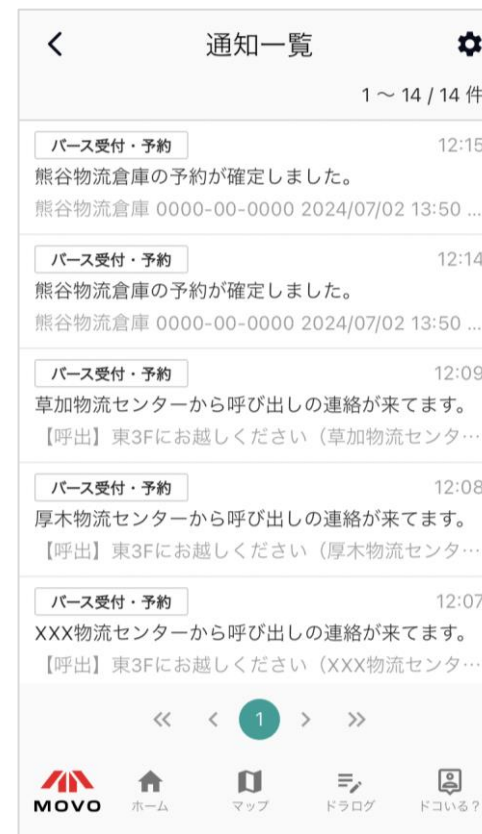 通知一覧
1 ～ 14 / 14 件
バース受付・予約 12:15
熊谷物流倉庫の予約が確定しました。
熊谷物流倉庫 0000-00-0000 2024/07/02 13:50 ...
バース受付・予約 12:14
熊谷物流倉庫の予約が確定しました。
熊谷物流倉庫 0000-00-0000 2024/07/02 13:50 ...
バース受付・予約 12:09
草加物流センターから呼び出しの連絡が来てます。
【呼出】東3Fにお越しください（草加物流センタ…
バース受付・予約 12:08
厚木物流センターから呼び出しの連絡が来てます。
【呼出】東3Fにお越しください（厚木物流センタ…
バース受付・予約 12:07
XXX物流センターから呼び出しの連絡が来てます。
【呼出】東3Fにお越しください（XXX物流センタ…
« < 1 > »
MOVO ホーム マップ ドラログ ドコいる？